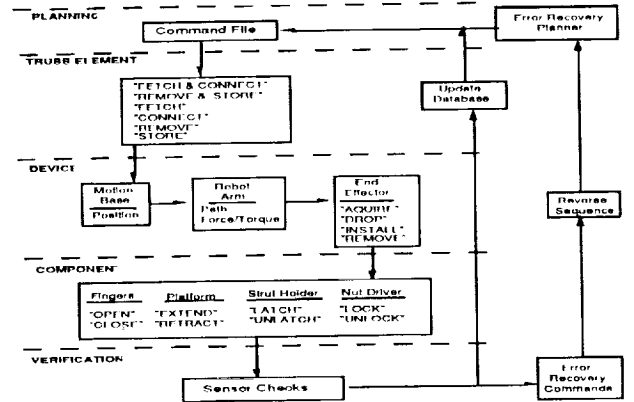 PLANNING
Command File
Error Recovery
Planner
TRUSS ELEMENT
"FETCH & CONNECT"
"REMOVE & STORE"
"FETCH"
"CONNECT"
"REMOVE"
"STORE"
Update
Database
DEVICE
Motion
Base
Position
Robot
Arm
Path
Force/Torque
End
Effector
"AQUIRE"
"DROP"
"INSTALL"
"REMOVE"
Reverse
Sequence
COMPONENT
Fingers
"OPEN"
"CLOSE"
Platform
"EXTEND"
"RETRACT"
Strut Holder
"LATCH"
"UNLATCH"
Nut Driver
"LOCK"
"UNLOCK"
VERIFICATION
Sensor Checks
Error
Recovery
Commands